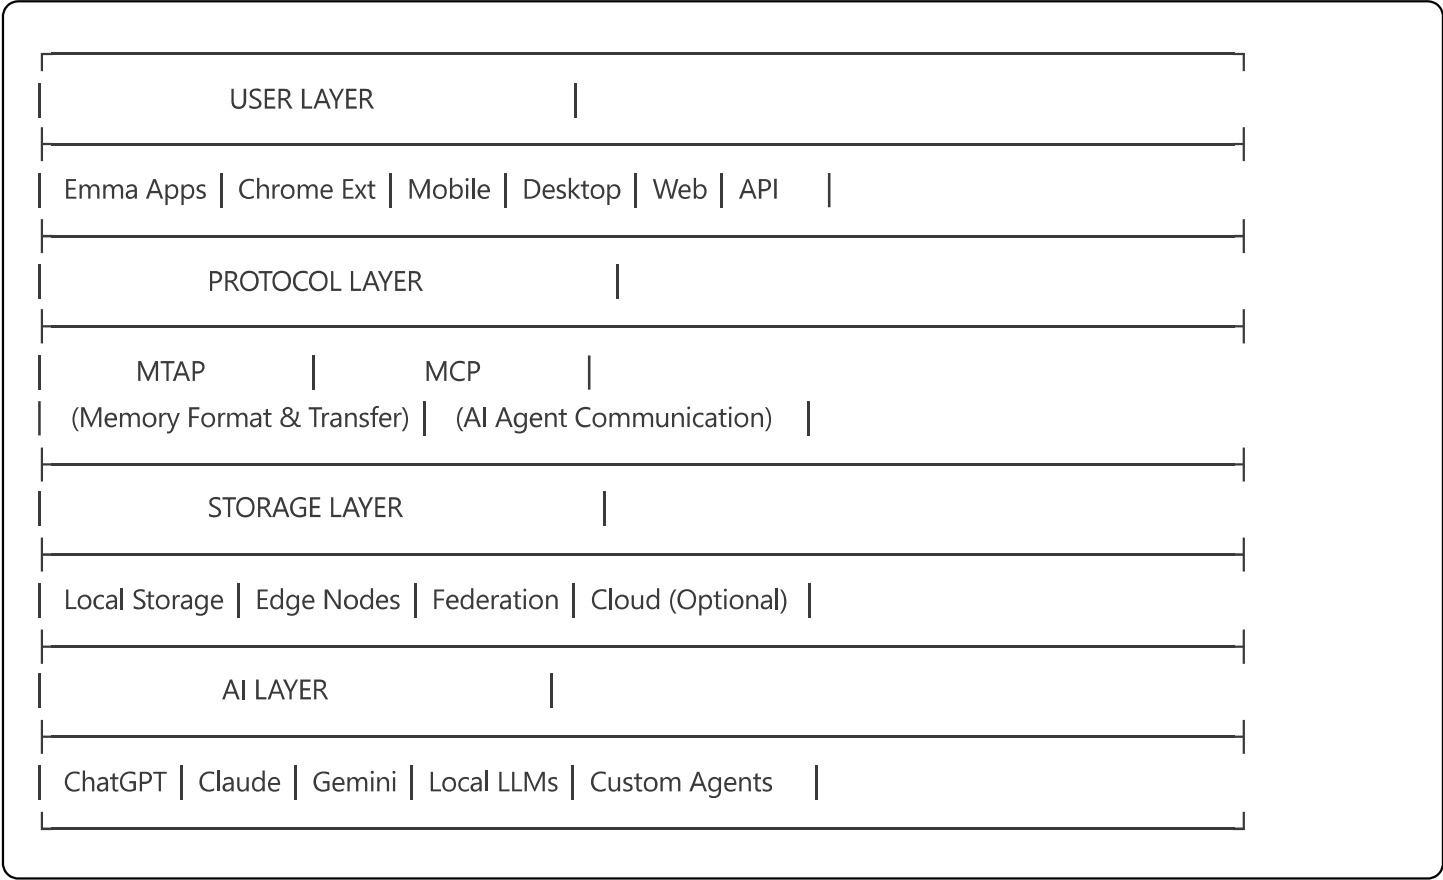 USER LAYER
Emma Apps | Chrome Ext | Mobile | Desktop | Web | API |
PROTOCOL LAYER
MTAP | MCP |
(Memory Format & Transfer) | (AI Agent Communication) |
STORAGE LAYER
Local Storage | Edge Nodes | Federation | Cloud (Optional) |
AI LAYER
ChatGPT | Claude | Gemini | Local LLMs | Custom Agents |